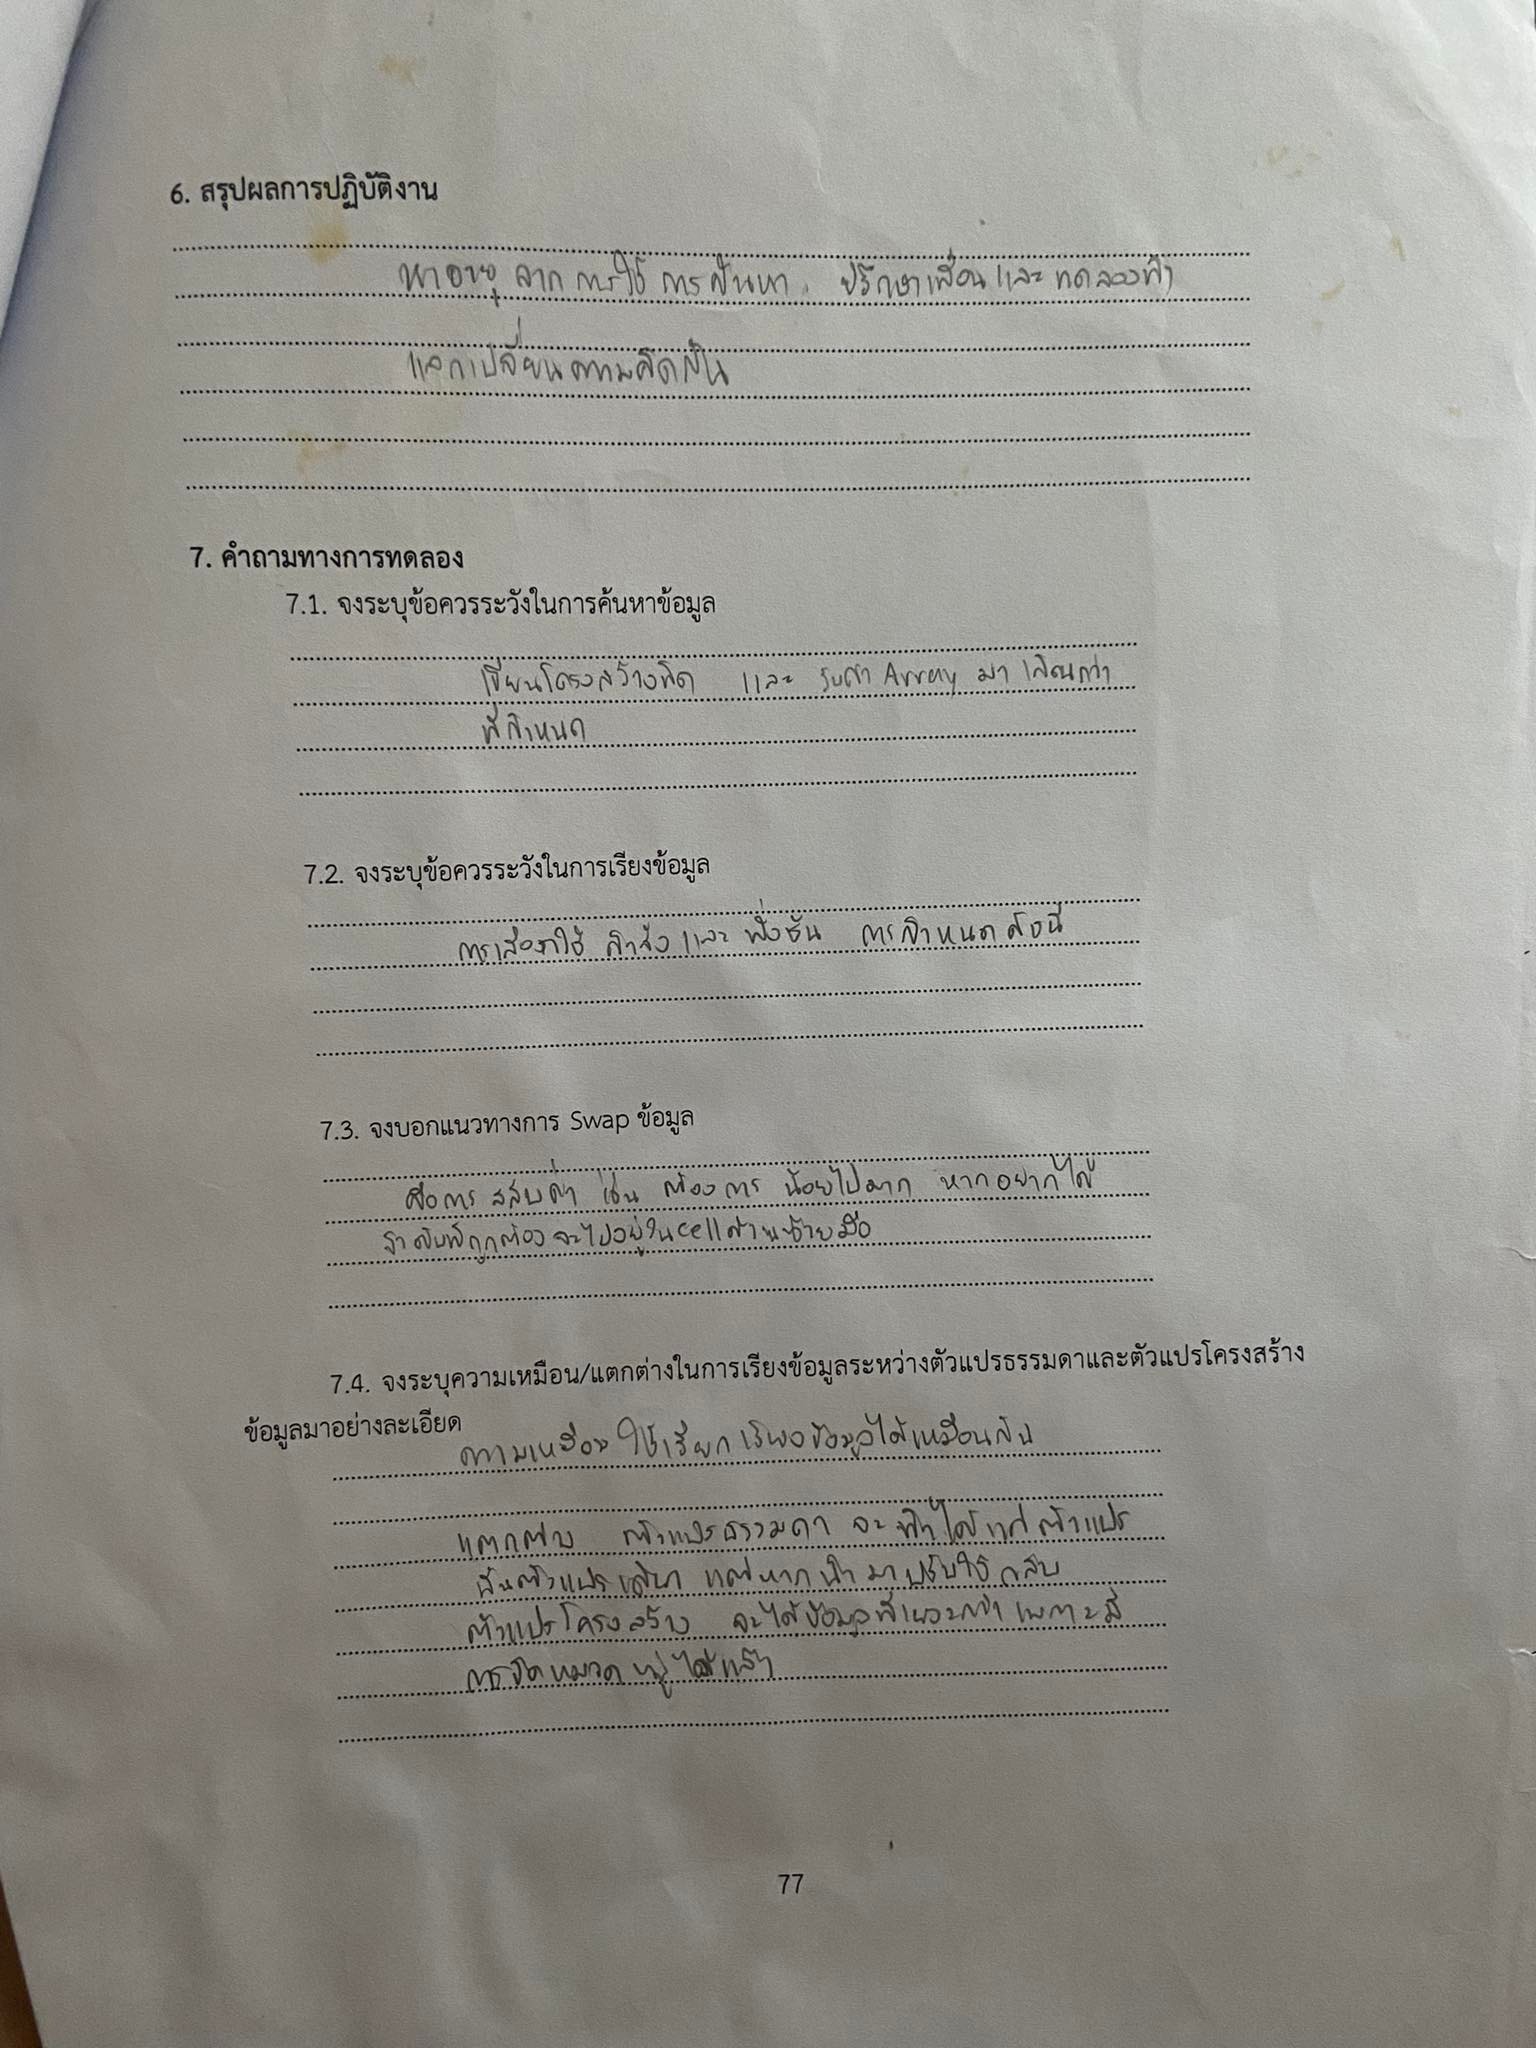 6. สรุปผลการปฏิบัติงาน
จาก การใช้ การค้นหา ปรึกษาเพื่อน และ ทดลองทำ
แลกเปลี่ยนความคิดกัน
7. คำถามทางการทดลอง
7.1. จงระบุข้อควรระวังในการค้นหาข้อมูล
เขียนโครงสร้างผิด และ รับค่า Array มา เกินกว่า
ที่กำหนด
7.2. จงระบุข้อควรระวังในการเรียงข้อมูล
การเลือกใช้ คำสั่ง และ ฟังชัน การกำหนดดัชนี
7.3. จงบอกแนวทางการ Swap ข้อมูล
คือการ สลับค่า เช่น ต้องการ น้อยไปมาก หากอยากได้
ลำดับที่ถูกต้อง จะไปอยู่ใน cell ด้านซ้ายมือ
7.4. จงระบุความเหมือน/แตกต่างในการเรียงข้อมูลระหว่างตัวแปรธรรมดาและตัวแปรโครงสร้าง
ข้อมูลมาอย่างละเอียด
ความเหมือน ใช้เรียก เรียงข้อมูลได้เหมือนกัน
แตกต่าง ตัวแปรธรรมดา จะ ทำได้แค่ ตัวแปร
นั้นตัวแปรเดียว แต่หาก นำ มา ปรับใช้ กลับ
ตัวแปรโครงสร้าง จะได้ข้อมูลที่เยอะกว่า เพราะมี
การจัดหมวดหมู่ ได้แล้ว
77